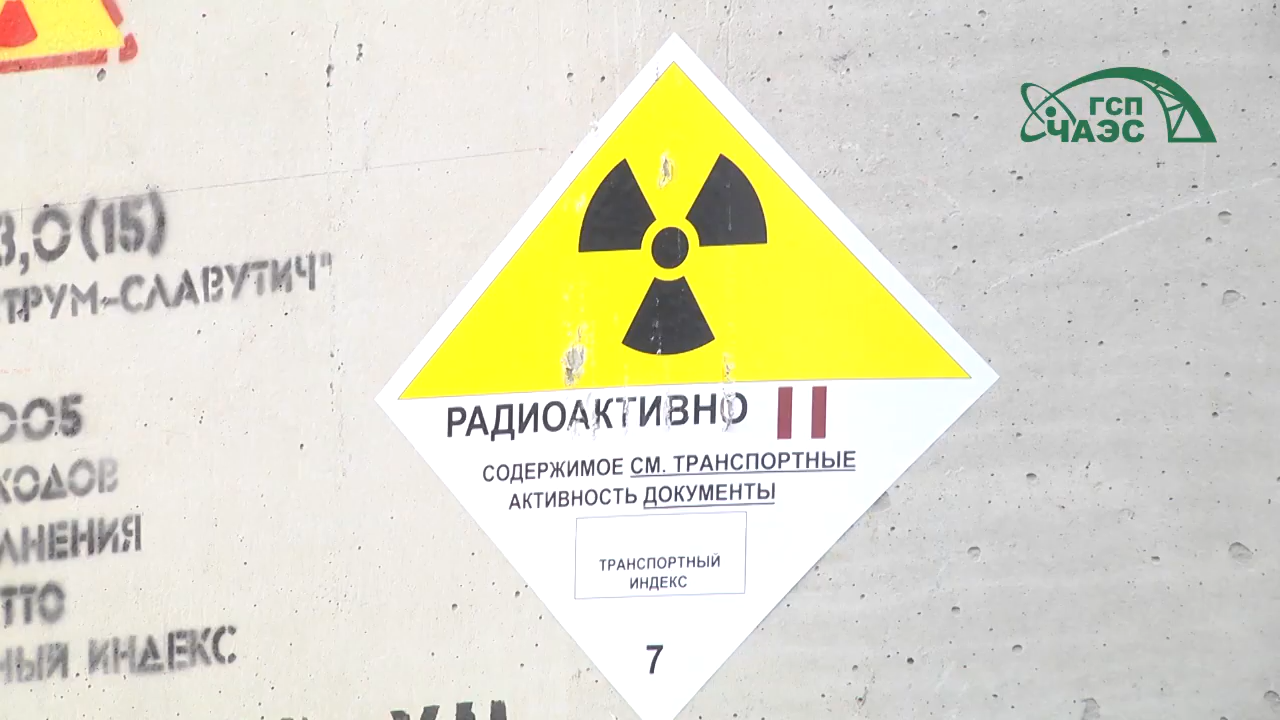 ГСП
ЧАЭС
3,0(15)
ТРУМ-СЛАВУТИЧ"
005
ХОДОВ
ЛНЕНИЯ
ТТО
НЫЙ ИНДЕКС
РАДИОАКТИВНО II
СОДЕРЖИМОЕ СМ. ТРАНСПОРТНЫЕ
АКТИВНОСТЬ ДОКУМЕНТЫ
ТРАНСПОРТНЫЙ
ИНДЕКС
7